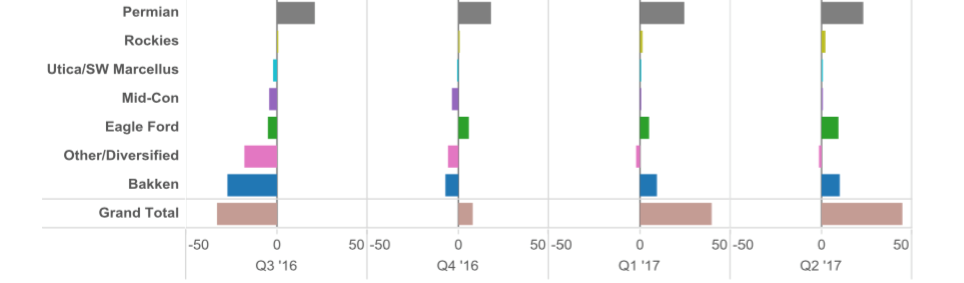 Permian
Rockies
Utica/SW Marcellus
Mid-Con
Eagle Ford
Other/Diversified
Bakken
Grand Total
-50 0 50 -50 0 50 -50 0 50 -50 0 50
Q3 '16 Q4 '16 Q1 '17 Q2 '17